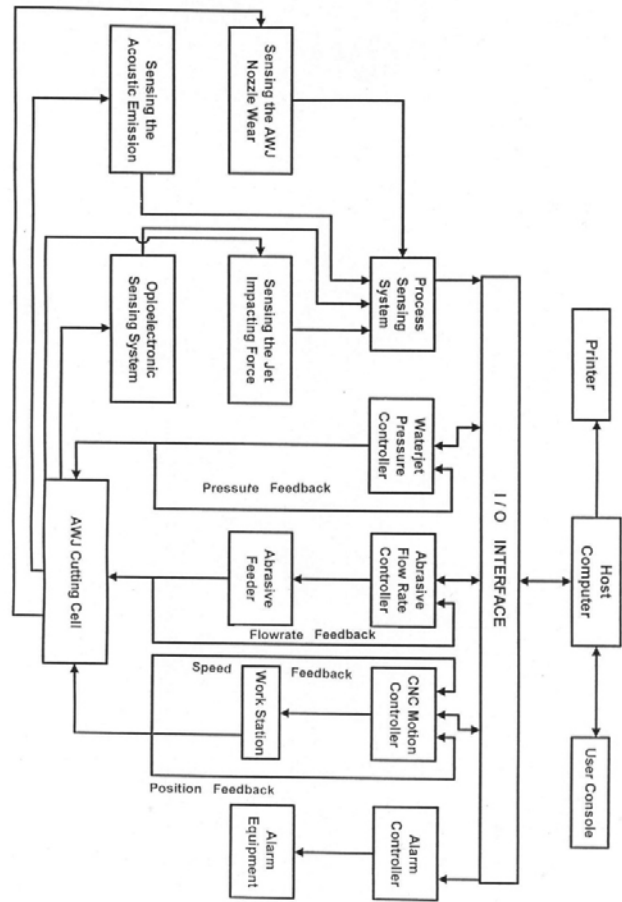 Printer
Host
Computer
User Console
I / O INTERFACE
Process
Sensing
System
Waterjet
Pressure
Controller
Abrasive
Flow Rate
Controller
CNC Motion
Controller
Alarm
Controller
Sensing the AWJ
Nozzle Wear
Sensing the Jet
Impacting Force
Pressure Feedback
Abrasive
Feeder
Flowrate Feedback
Speed Feedback
Work Station
Position Feedback
Alarm
Equipment
Sensing the
Acoustic Emission
Oploelectronic
Sensing System
AWJ Cutting Cell